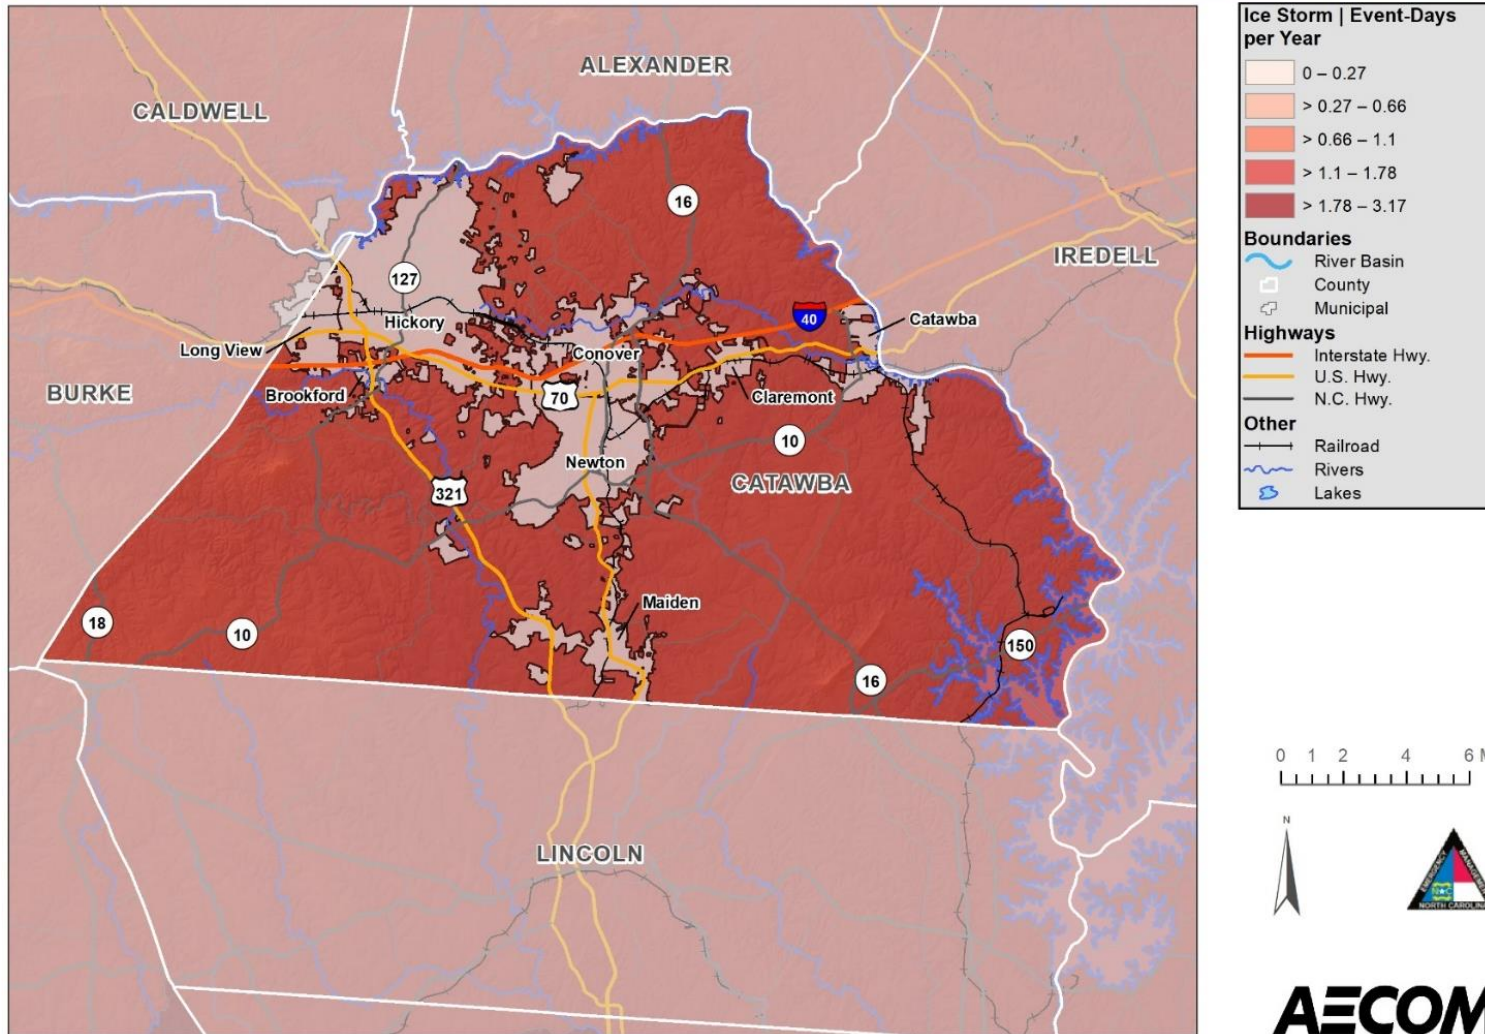 ALEXANDER
CALDWELL
16
IREDELL
127
40
Catawba
Hickory
Long View
Conover
BURKE
Brookford
70
Claremont
10
Newton
CATAWBA
321
Maiden
18
10
150
16
LINCOLN
Ice Storm | Event-Days
per Year
0 – 0.27
> 0.27 – 0.66
> 0.66 – 1.1
> 1.1 – 1.78
> 1.78 – 3.17
Boundaries
River Basin
County
Municipal
Highways
Interstate Hwy.
U.S. Hwy.
N.C. Hwy.
Other
Railroad
Rivers
Lakes
0 1 2 4 6
N
EMERGENCY
NORTH CAROLINA
AECOM